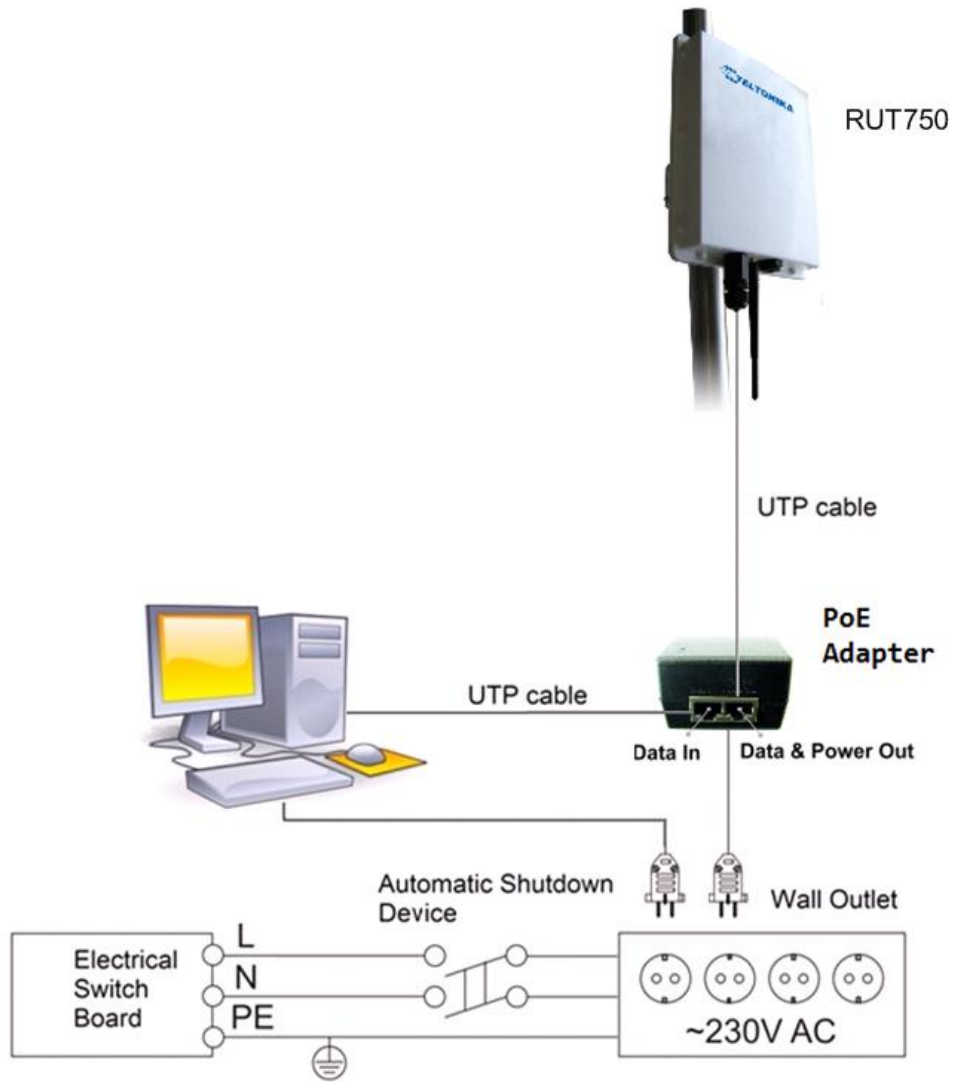 TELTONIKA
RUT750
UTP cable
PoE
Adapter
UTP cable
Data In
Data & Power Out
Automatic Shutdown
Device
Wall Outlet
Electrical
Switch
Board
L
N
PE
~230V AC